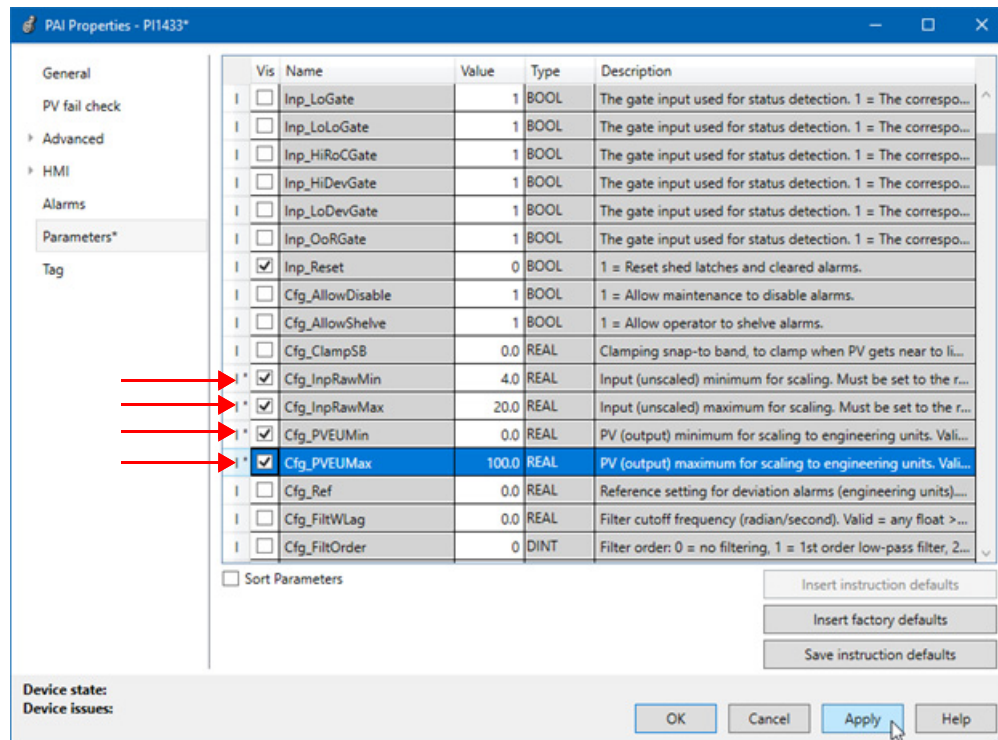 PAI Properties - PI1433*
General
PV fail check
Advanced
HMI
Alarms
Parameters*
Tag
Vis Name Value Type Description
I Inp_LoGate 1 BOOL The gate input used for status detection. 1 = The correspo...
I Inp_LoLoGate 1 BOOL The gate input used for status detection. 1 = The correspo...
I Inp_HiRoCGate 1 BOOL The gate input used for status detection. 1 = The correspo...
I Inp_HiDevGate 1 BOOL The gate input used for status detection. 1 = The correspo...
I Inp_LoDevGate 1 BOOL The gate input used for status detection. 1 = The correspo...
I Inp_OoRGate 1 BOOL The gate input used for status detection. 1 = The correspo...
I Inp_Reset 0 BOOL 1 = Reset shed latches and cleared alarms.
I Cfg_AllowDisable 1 BOOL 1 = Allow maintenance to disable alarms.
I Cfg_AllowShelve 1 BOOL 1 = Allow operator to shelve alarms.
I Cfg_ClampSB 0.0 REAL Clamping snap-to band, to clamp when PV gets near to li...
I * Cfg_InpRawMin 4.0 REAL Input (unscaled) minimum for scaling. Must be set to the r...
I * Cfg_InpRawMax 20.0 REAL Input (unscaled) maximum for scaling. Must be set to the r...
I * Cfg_PVEUMin 0.0 REAL PV (output) minimum for scaling to engineering units. Vali...
I * Cfg_PVEUMax 100.0 REAL PV (output) maximum for scaling to engineering units. Vali...
I Cfg_Ref 0.0 REAL Reference setting for deviation alarms (engineering units)....
I Cfg_FiltWLag 0.0 REAL Filter cutoff frequency (radian/second). Valid = any float >...
I Cfg_FiltOrder 0 DINT Filter order: 0 = no filtering, 1 = 1st order low-pass filter, 2...
Sort Parameters
Insert instruction defaults
Insert factory defaults
Save instruction defaults
Device state:
Device issues:
OK Cancel Apply Help